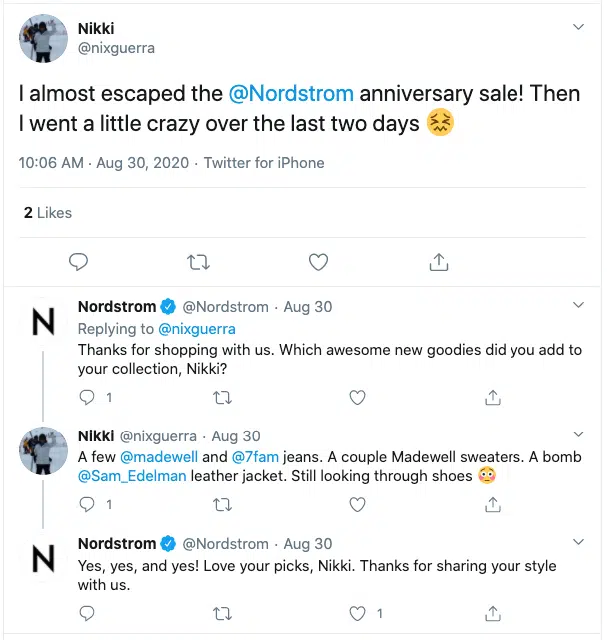 Nikki
@nixguerra
I almost escaped the @Nordstrom anniversary sale! Then
I went a little crazy over the last two days 😖
10:06 AM · Aug 30, 2020 · Twitter for iPhone
2 Likes
N
Nordstrom @Nordstrom · Aug 30
Replying to @nixguerra
Thanks for shopping with us. Which awesome new goodies did you add to
your collection, Nikki?
1
Nikki @nixguerra · Aug 30
A few @madewell and @7fam jeans. A couple Madewell sweaters. A bomb
@Sam_Edelman leather jacket. Still looking through shoes 😳
1
N
Nordstrom @Nordstrom · Aug 30
Yes, yes, and yes! Love your picks, Nikki. Thanks for sharing your style
with us.
1